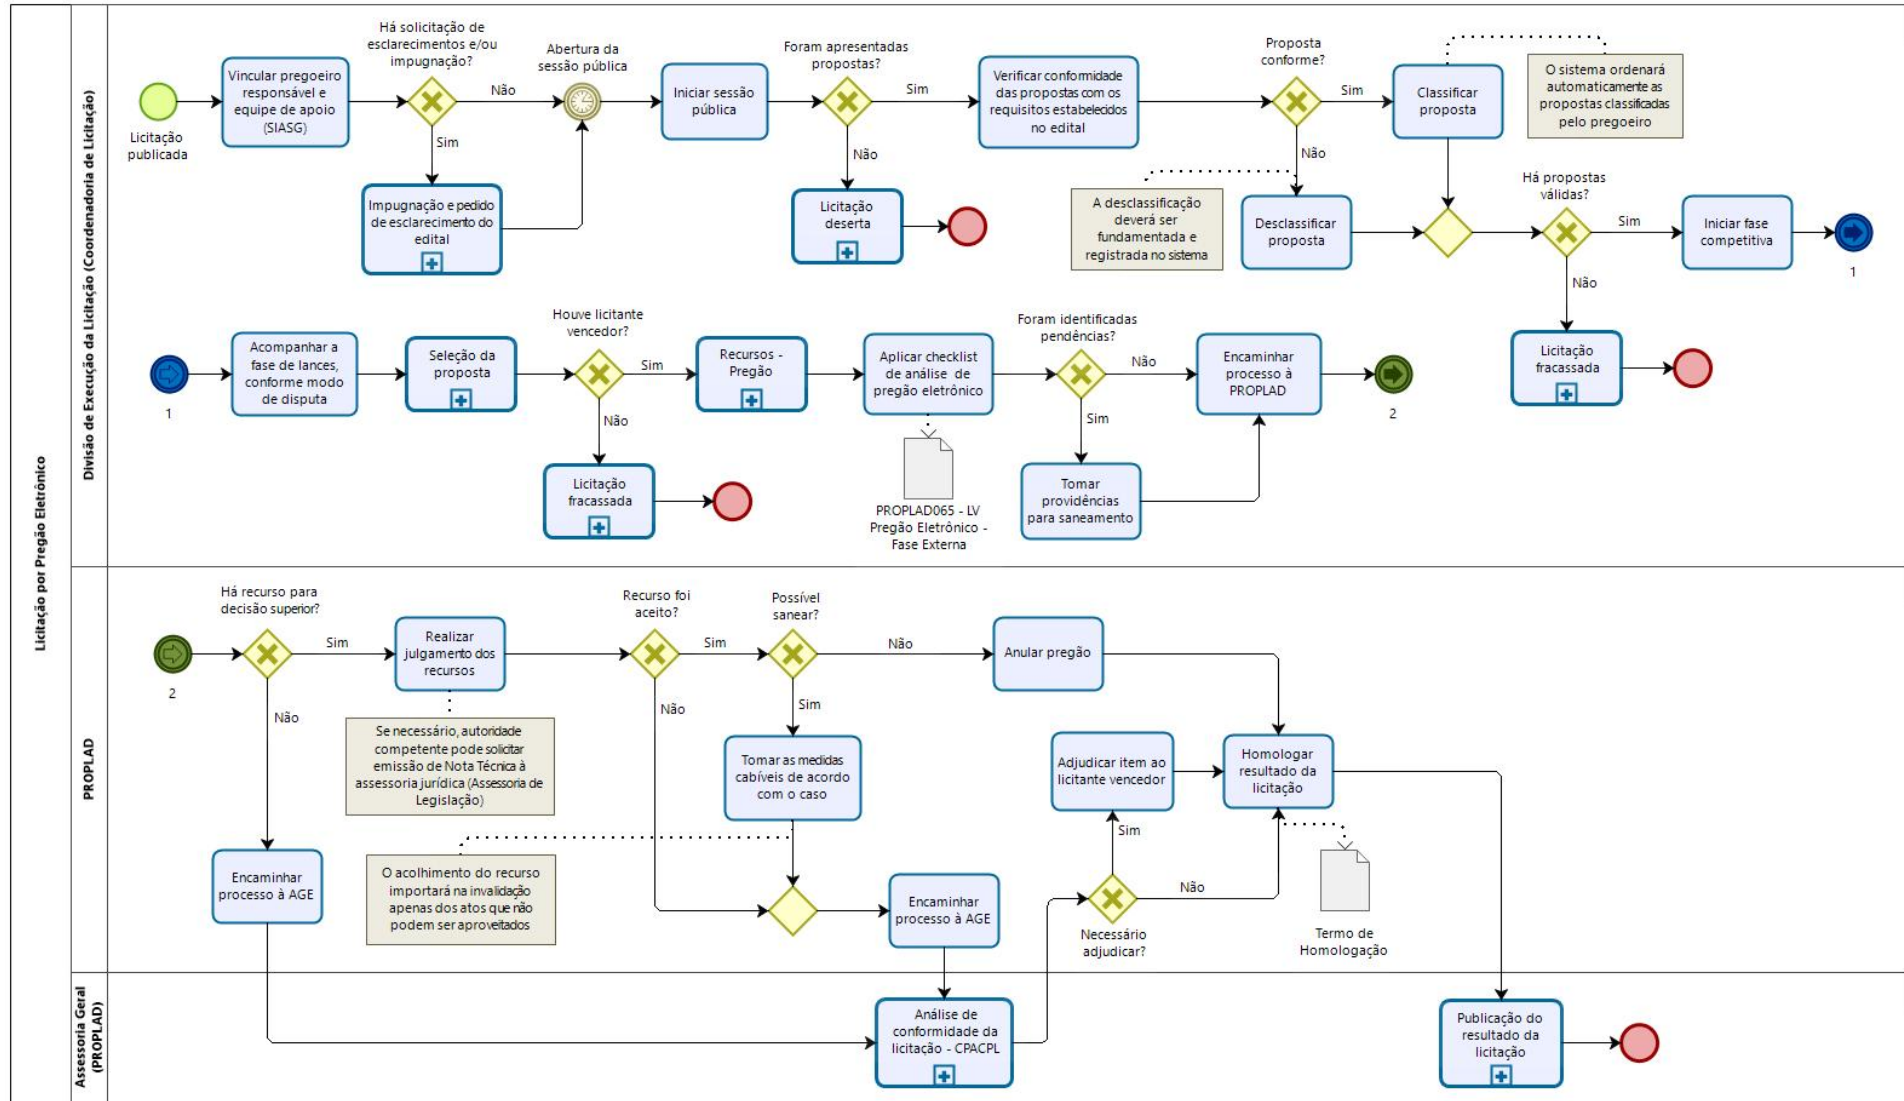 Licitação por Pregão Eletrônico
Divisão de Execução da Licitação (Coordenadoria de Licitação)
Licitação
publicada
Vincular pregoeiro
responsável e
equipe de apoio
(SIASG)
Há solicitação de
esclarecimentos e/ou
impugnação?
Não
Sim
Impugnação e pedido
de esclarecimento do
edital
Abertura da
sessão pública
Iniciar sessão
pública
Foram apresentadas
propostas?
Sim
Não
Licitação
deserta
Verificar conformidade
das propostas com os
requisitos estabelecidos
no edital
Proposta
conforme?
Sim
Não
Classificar
proposta
O sistema ordenará
automaticamente as
propostas classificadas
pelo pregoeiro
A desclassificação
deverá ser
fundamentada e
registrada no sistema
Desclassificar
proposta
Há propostas
válidas?
Sim
Não
Iniciar fase
competitiva
1
Licitação
fracassada
1
Acompanhar a
fase de lances,
conforme modo
de disputa
Seleção da
proposta
Houve licitante
vencedor?
Sim
Não
Licitação
fracassada
Recursos -
Pregão
Aplicar checklist
de análise de
pregão eletrônico
PROPLAD065 - LV
Pregão Eletrônico -
Fase Externa
Foram identificadas
pendências?
Não
Sim
Tomar
providências
para saneamento
Encaminhar
processo à
PROPLAD
2
PROPLAD
2
Há recurso para
decisão superior?
Sim
Não
Realizar
julgamento dos
recursos
Se necessário, autoridade
competente pode solicitar
emissão de Nota Técnica à
assessoria jurídica (Assessoria de
Legislação)
Recurso foi
aceito?
Sim
Não
Possível
sanear?
Não
Sim
Anular pregão
Tomar as medidas
cabíveis de acordo
com o caso
O acolhimento do recurso
importará na invalidação
apenas dos atos que não
podem ser aproveitados
Encaminhar
processo à AGE
Encaminhar
processo à AGE
Adjudicar item ao
licitante vencedor
Sim
Não
Necessário
adjudicar?
Homologar
resultado da
licitação
Termo de
Homologação
Assessoria Geral
(PROPLAD)
Análise de
conformidade da
licitação - CPACPL
Publicação do
resultado da
licitação